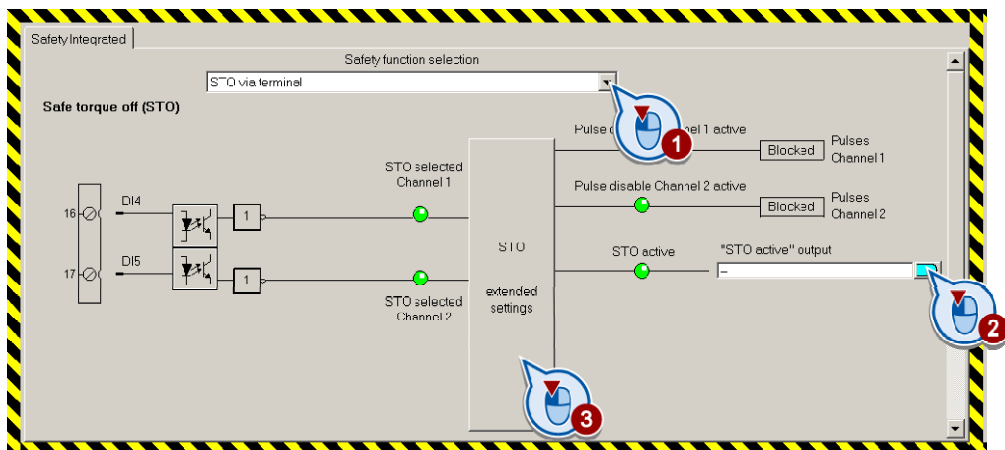 Safety Integrated
Safety function selection
STO via terminal
Safe torque off (STO)
1
Pulse d nel 1 active
Blocked
Pulses
Channel 1
STO selected
Channel 1
Pulse disable Channel 2 active
Blocked
Pulses
Channel 2
16
DI4
1
STO
extended
settings
STO active
"STO active" output
–
2
17
DI5
1
STO selected
Channel 2
3